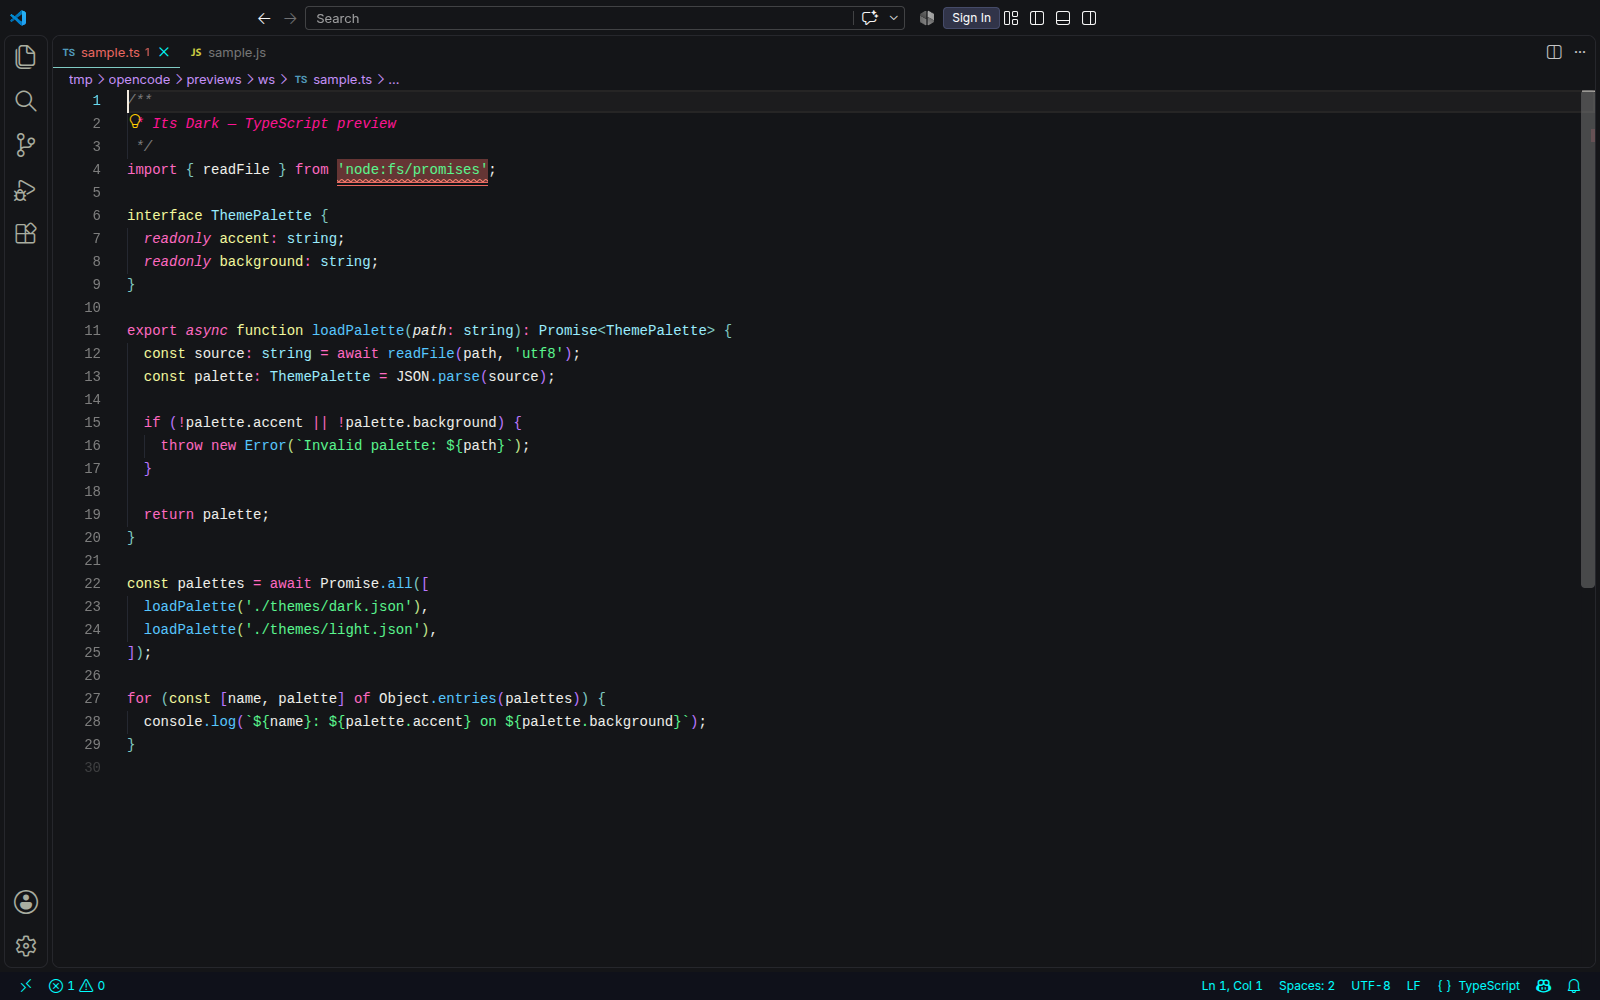 Search
Sign In
TS sample.ts 1
JS sample.js
tmp > opencode > previews > ws > TS sample.ts > ...
1 /**
2  * Its Dark — TypeScript preview
3  */
4 import { readFile } from 'node:fs/promises';
5
6 interface ThemePalette {
7   readonly accent: string;
8   readonly background: string;
9 }
10
11 export async function loadPalette(path: string): Promise<ThemePalette> {
12   const source: string = await readFile(path, 'utf8');
13   const palette: ThemePalette = JSON.parse(source);
14
15   if (!palette.accent || !palette.background) {
16     throw new Error(`Invalid palette: ${path}`);
17   }
18
19   return palette;
20 }
21
22 const palettes = await Promise.all([
23   loadPalette('./themes/dark.json'),
24   loadPalette('./themes/light.json'),
25 ]);
26
27 for (const [name, palette] of Object.entries(palettes)) {
28   console.log(`${name}: ${palette.accent} on ${palette.background}`);
29 }
30
1 0
Ln 1, Col 1 Spaces: 2 UTF-8 LF { } TypeScript